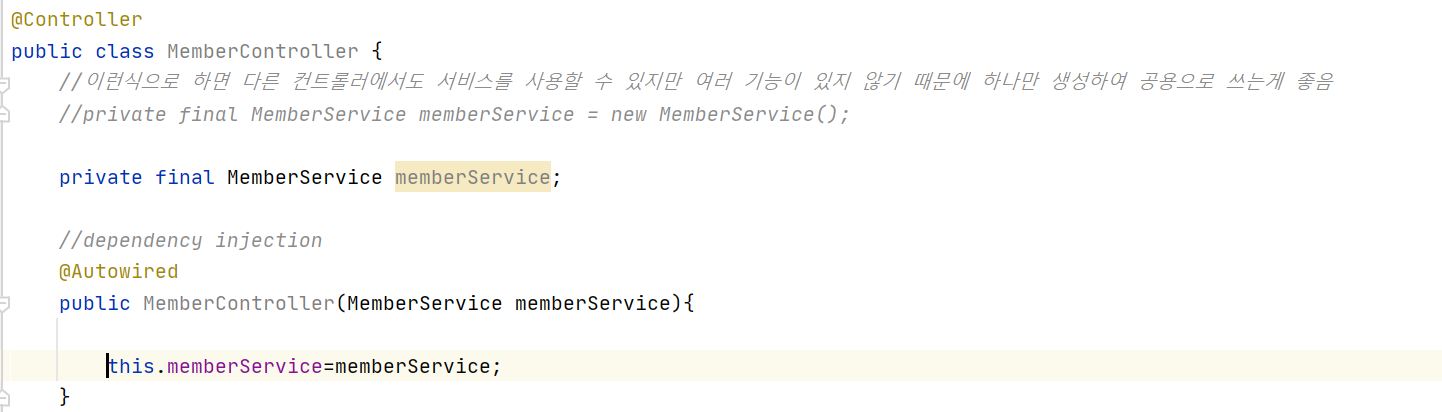 @Controller
public class MemberController {
//이런식으로 하면 다른 컨트롤러에서도 서비스를 사용할 수 있지만 여러 기능이 있지 않기 때문에 하나만 생성하여 공용으로 쓰는게 좋음
//private final MemberService memberService = new MemberService();
private final MemberService memberService;
//dependency injection
@Autowired
public MemberController(MemberService memberService){
this.memberService=memberService;
}